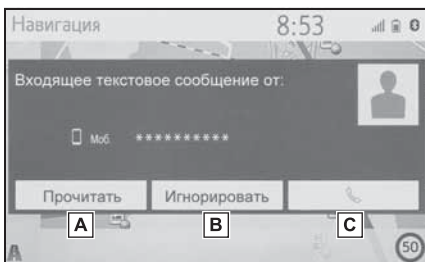 Навигация 8:53
Входящее текстовое сообщение от:
Моб. **********
Прочитать Игнорировать
A B C
A 50